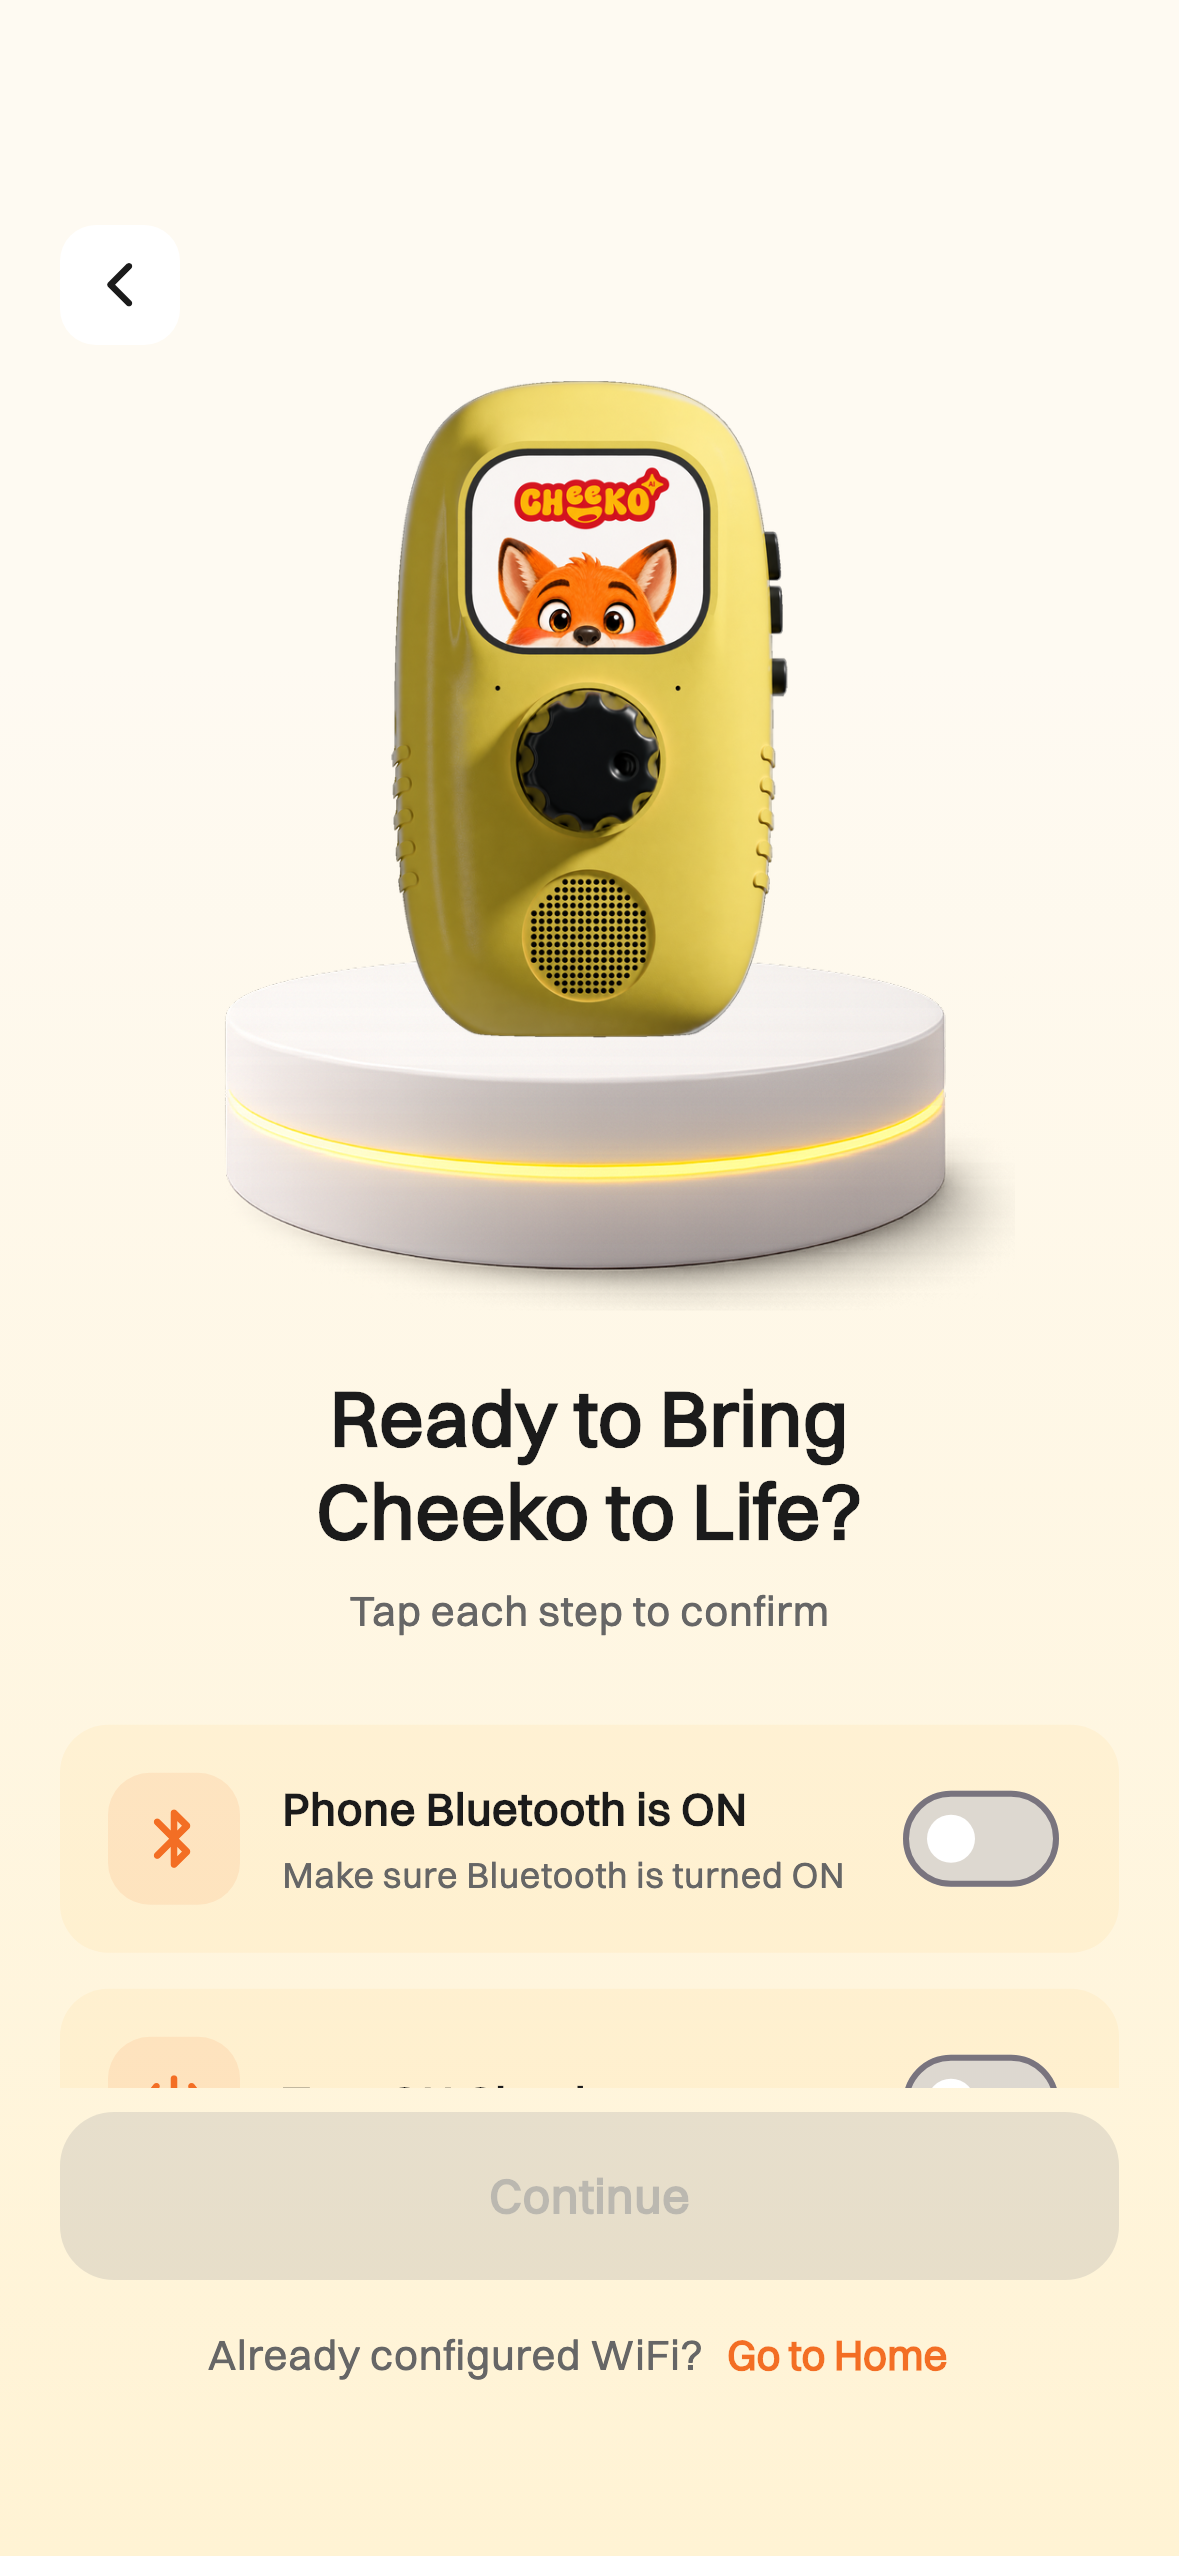 CHEEKO
AI
Ready to Bring
Cheeko to Life?
Tap each step to confirm
Phone Bluetooth is ON
Make sure Bluetooth is turned ON
Continue
Already configured WiFi? Go to Home